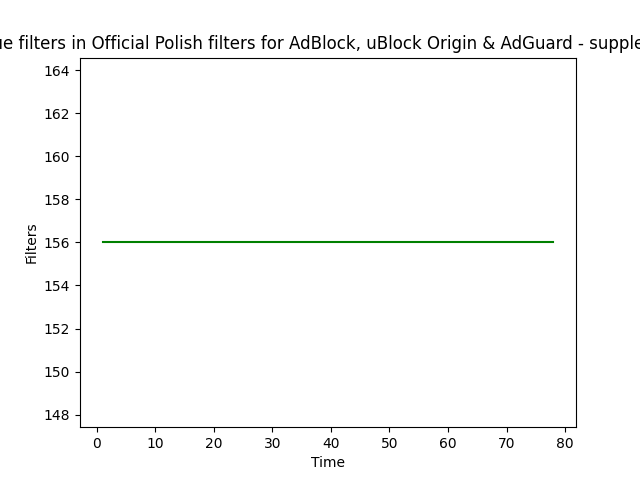 ue filters in Official Polish filters for AdBlock, uBlock Origin & AdGuard - supple
164
162
160
158
156
154
152
150
148
Filters
0 10 20 30 40 50 60 70 80
Time